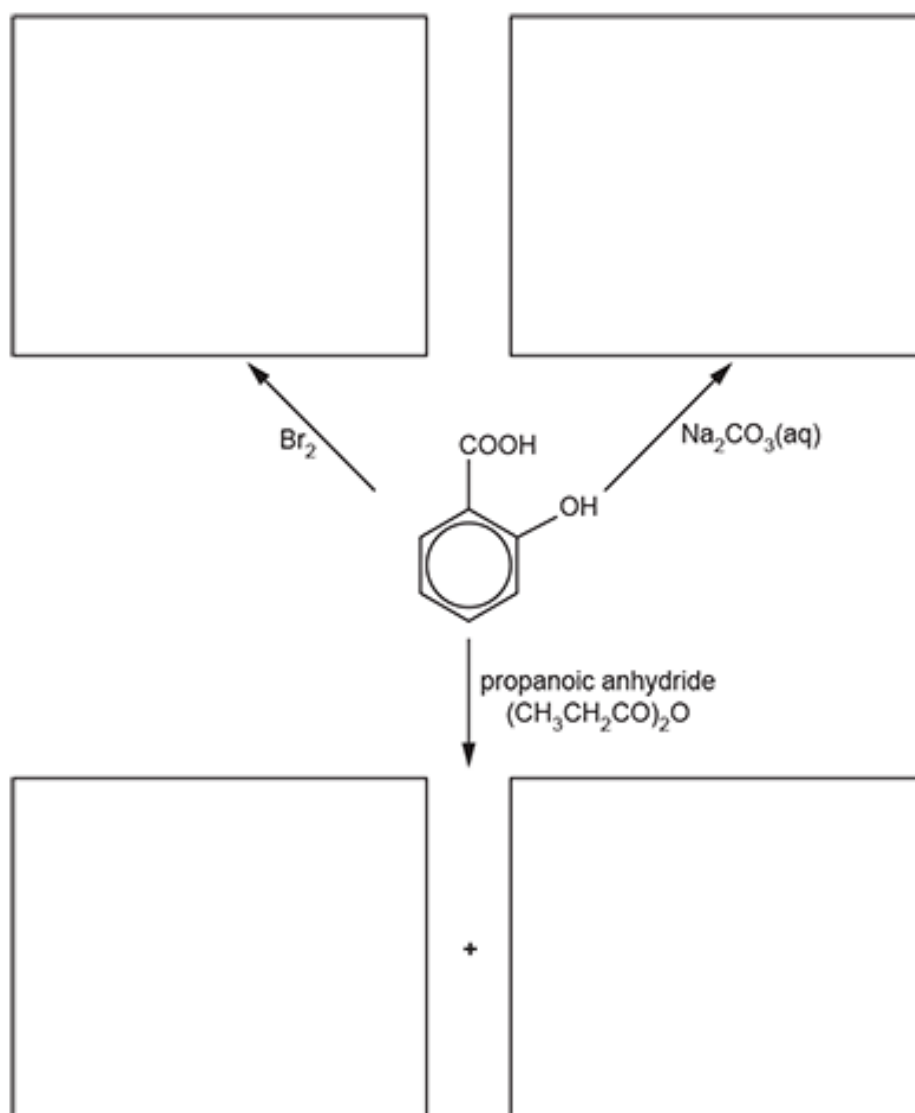 Br₂
Na₂CO₃(aq)
COOH
OH
propanoic anhydride
(CH₃CH₂CO)₂O
+